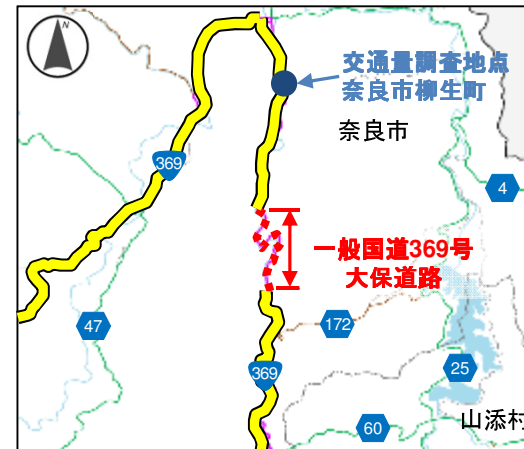 N
交通量調査地点
奈良市柳生町
奈良市
369
4
一般国道369号
大保道路
47
172
369
25
60
山添村